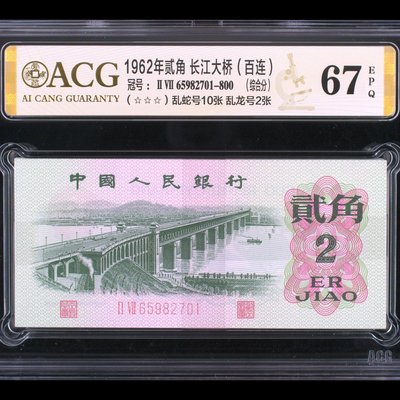 ACG
AI CANG GUARANTY
1962年贰角 长江大桥（百连）
冠号：II VII 65982701-800 (综合分)
（☆☆☆）乱蛇号10张 乱龙号2张
67 EPQ
中國人民銀行
貳角
2
ER
JIAO
II VII 65982701
ACG